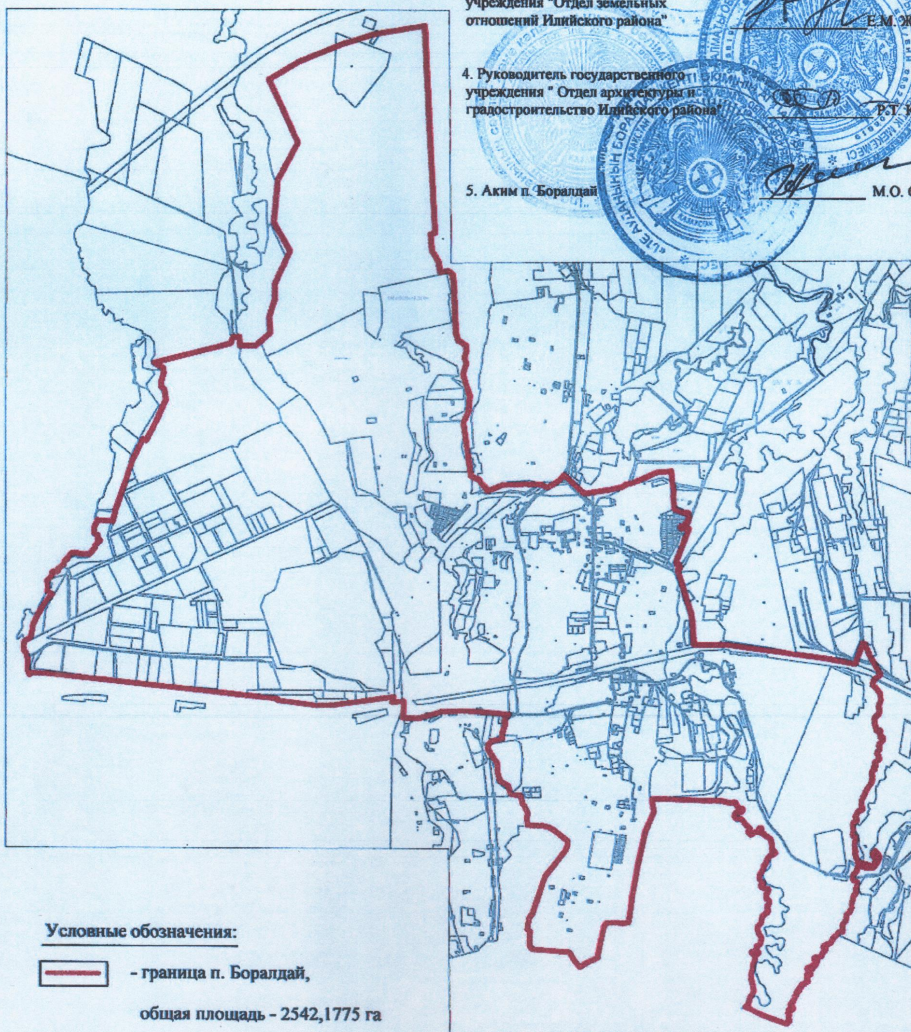 учреждения "Отдел земельных
отношений Илийского района"
Е.М. Ж
4. Руководитель государственного
учреждения " Отдел архитектуры и
градостроительство Илийского района"
Р.Т.
5. Аким п. Боралдай
М.О. С
Условные обозначения:
- граница п. Боралдай,
общая площадь - 2542,1775 га